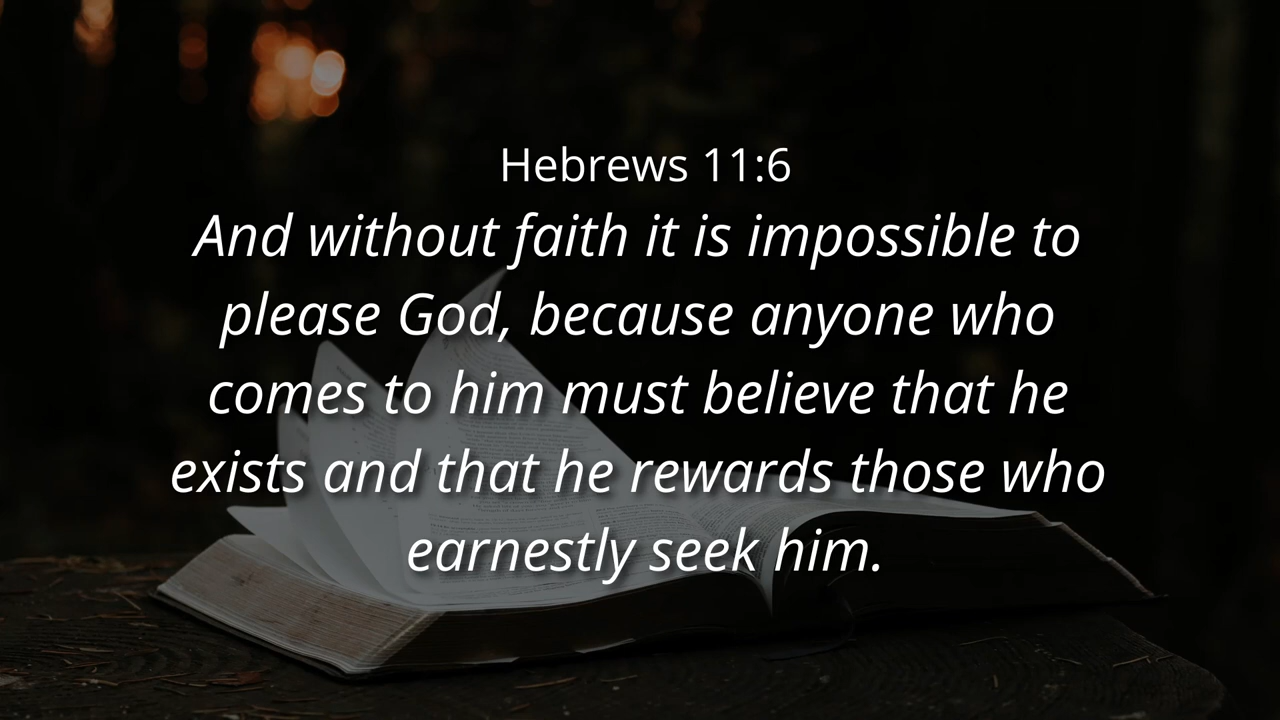 Hebrews 11:6
And without faith it is impossible to
please God, because anyone who
comes to him must believe that he
exists and that he rewards those who
earnestly seek him.